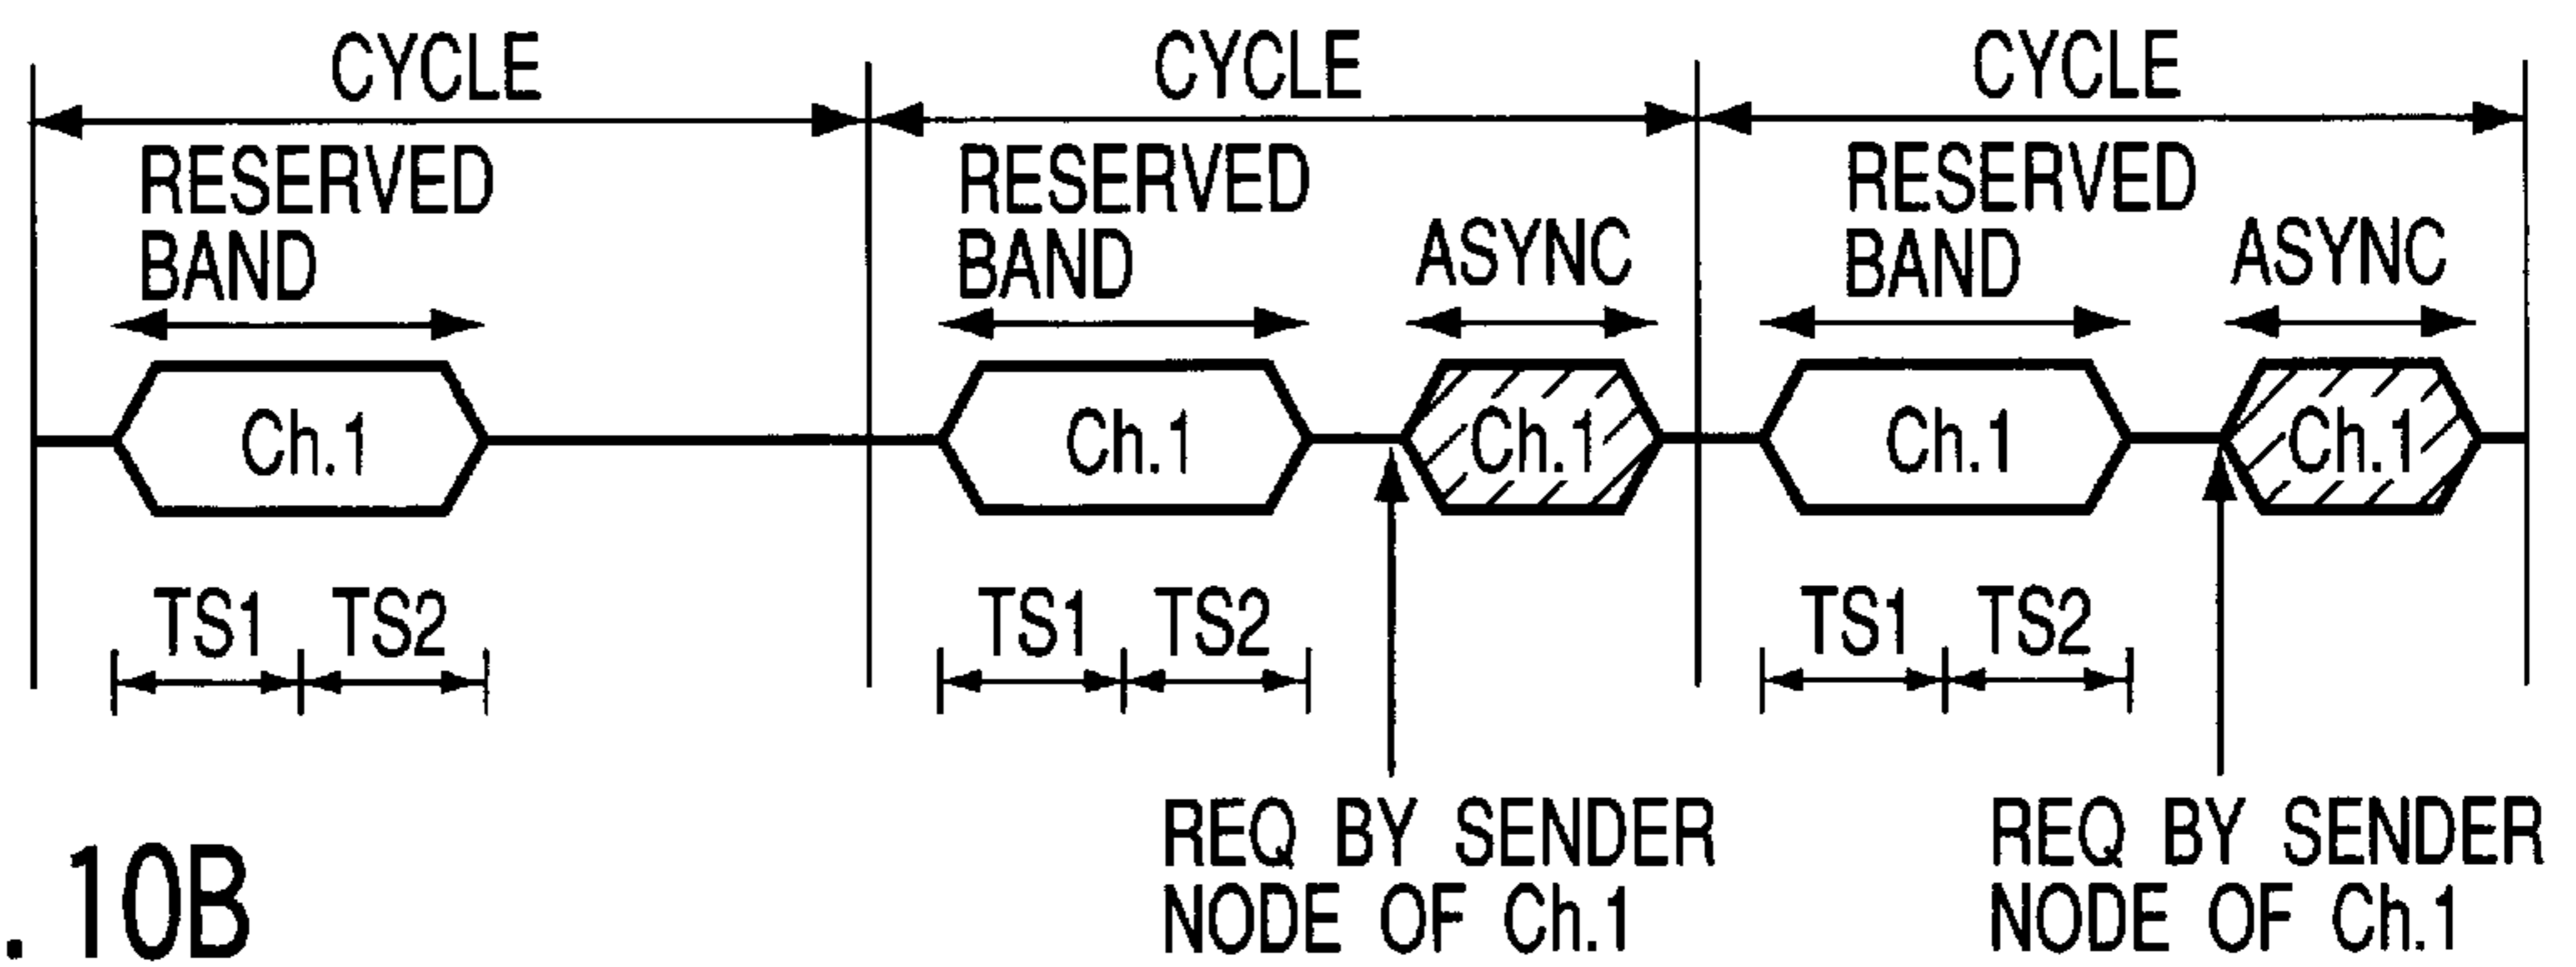 CYCLE CYCLE CYCLE
RESERVED RESERVED RESERVED
BAND BAND ASYNC BAND ASYNC
Ch.1 Ch.1 Ch.1 Ch.1 Ch.1
TS1 TS2 TS1 TS2 TS1 TS2
REQ BY SENDER REQ BY SENDER
NODE OF Ch.1 NODE OF Ch.1
. 10B